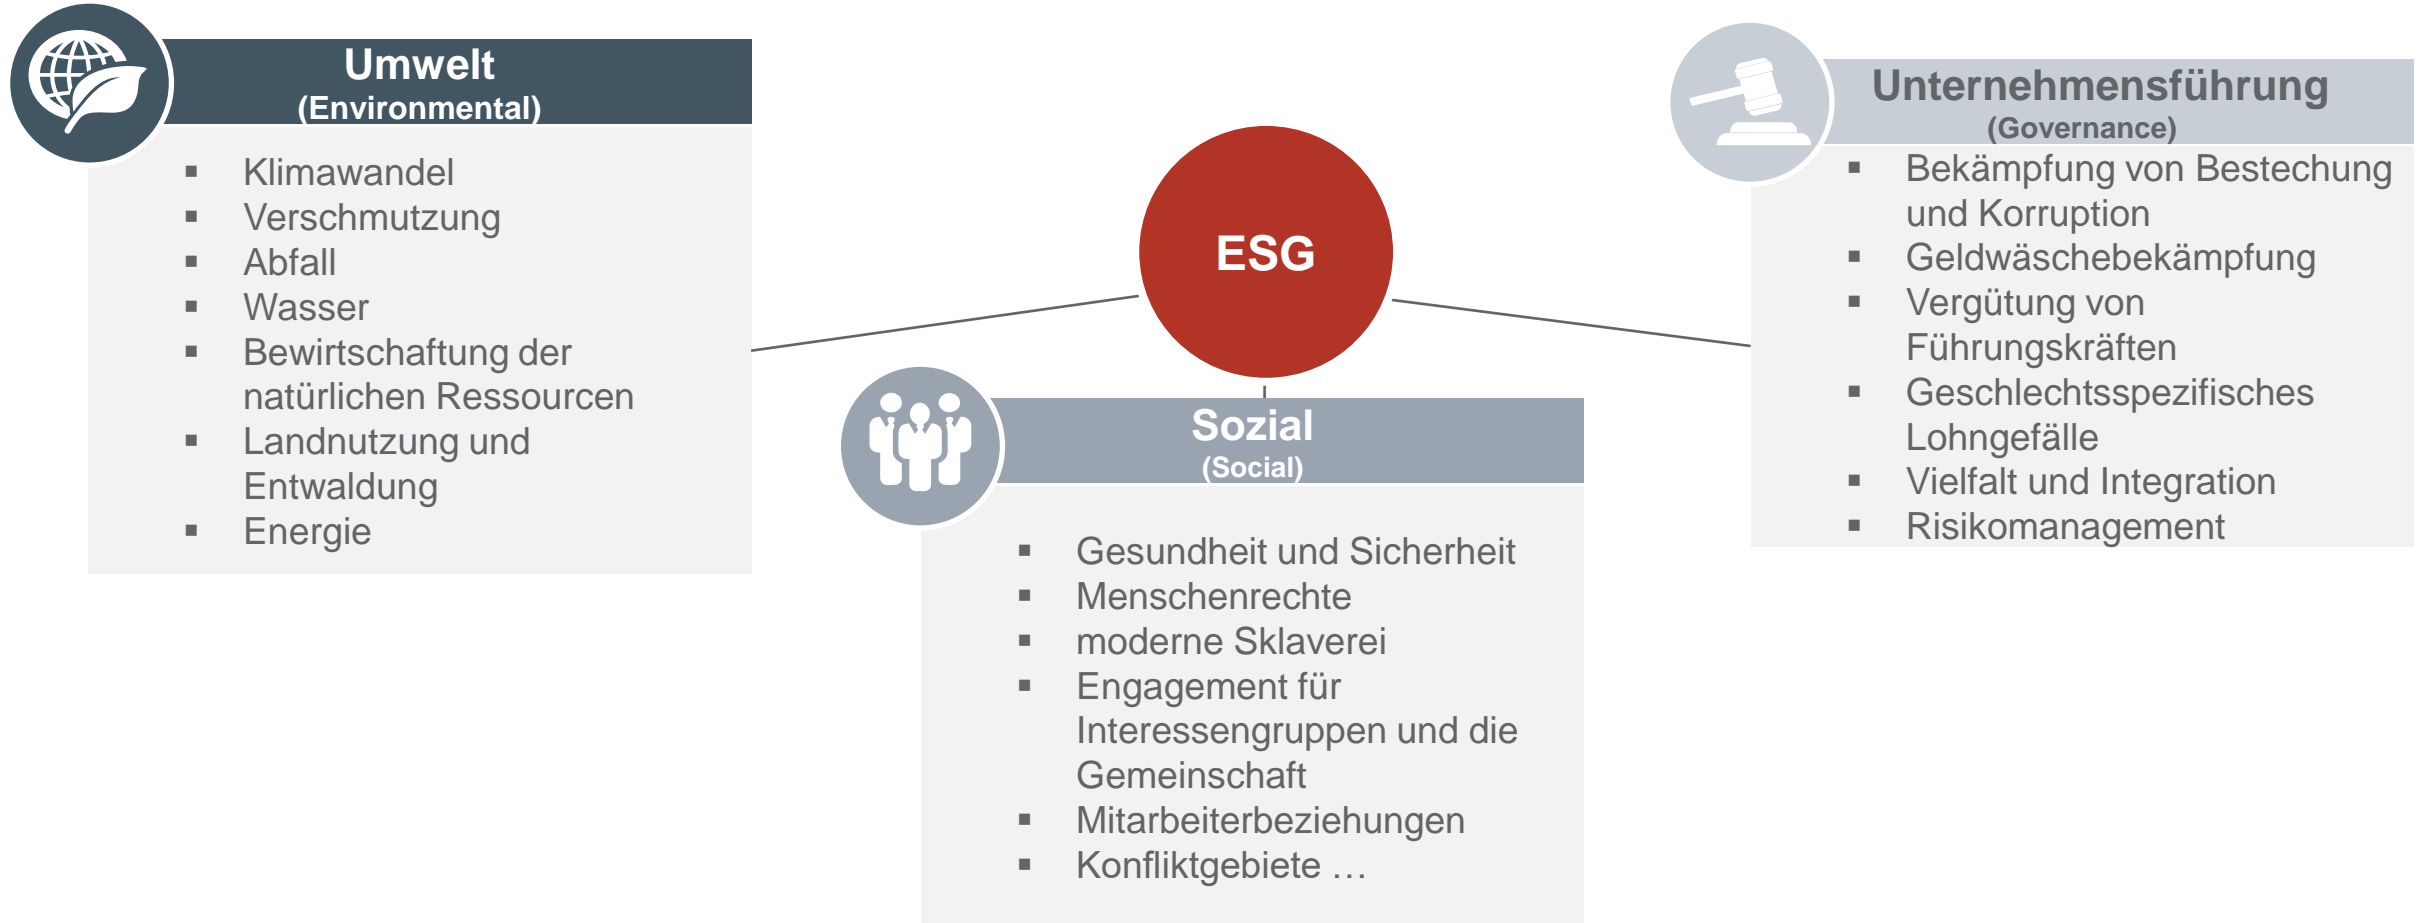 Umwelt
(Environmental)
▪ Klimawandel
▪ Verschmutzung
▪ Abfall
▪ Wasser
▪ Bewirtschaftung der
natürlichen Ressourcen
▪ Landnutzung und
Entwaldung
▪ Energie
ESG
Sozial
(Social)
▪ Gesundheit und Sicherheit
▪ Menschenrechte
▪ moderne Sklaverei
▪ Engagement für
Interessengruppen und die
Gemeinschaft
▪ Mitarbeiterbeziehungen
▪ Konfliktgebiete …
Unternehmensführung
(Governance)
▪ Bekämpfung von Bestechung
und Korruption
▪ Geldwäschebekämpfung
▪ Vergütung von
Führungskräften
▪ Geschlechtsspezifisches
Lohngefälle
▪ Vielfalt und Integration
▪ Risikomanagement